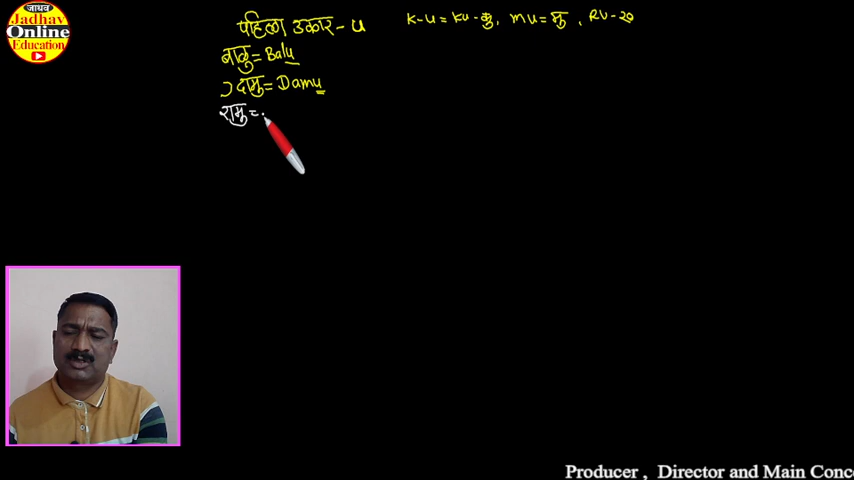 जाधव
Jadhav
Online
Education
पहिला उकार - u
K-u = Ku - कु, mu = मु, Ru - रु
बाळु = Balu
दामु = Damu
रामु =
Producer , Director and Main Conc